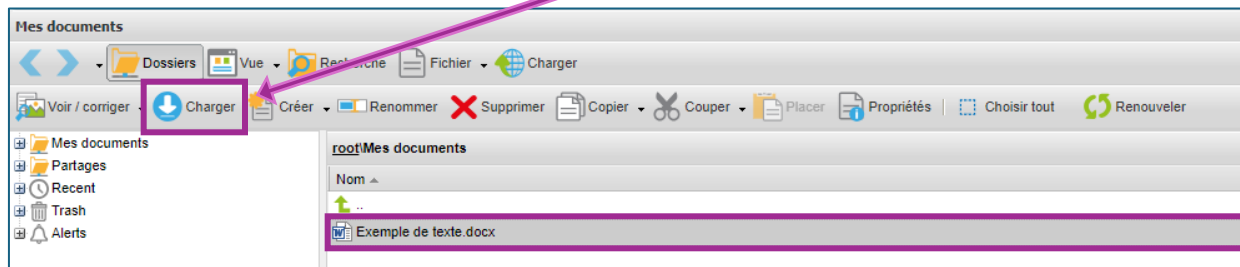 Mes documents
Dossiers Vue Recherche Fichier Charger
Voir / corriger Charger Créer Renommer Supprimer Copier Couper Placer Propriétés Choisir tout Renouveler
Mes documents
Partages
Recent
Trash
Alerts
root\Mes documents
Nom
..
Exemple de texte.docx